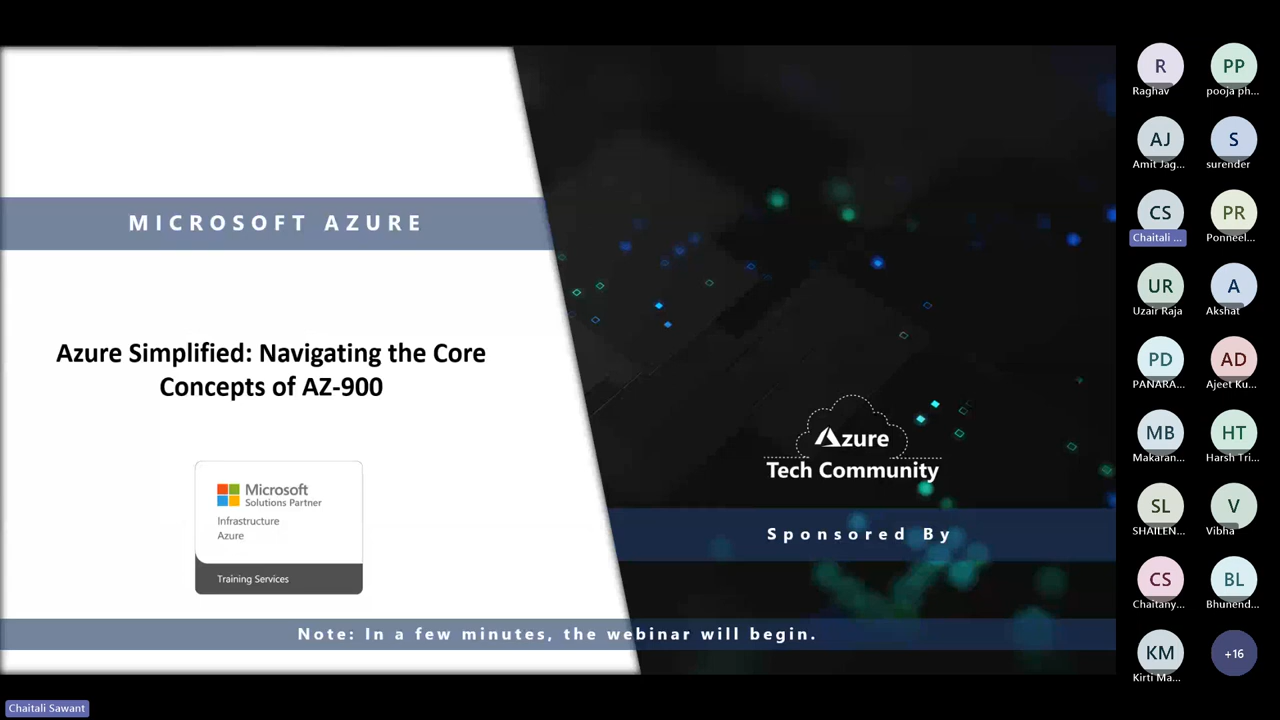 MICROSOFT AZURE
Azure Simplified: Navigating the Core
Concepts of AZ-900
Microsoft
Solutions Partner
Infrastructure
Azure
Training Services
Azure
Tech Community
Sponsored By
Note: In a few minutes, the webinar will begin.
Chaitali Sawant
R
Raghav
PP
pooja ph...
AJ
Amit Jag...
S
surender
CS
Chaitali ...
PR
Ponneel...
UR
Uzair Raja
A
Akshat
PD
PANARA...
AD
Ajeet Ku...
MB
Makaran...
HT
Harsh Tri...
SL
SHAILEN...
V
Vibha
CS
Chaitany...
BL
Bhunend...
KM
Kirti Ma...
+16